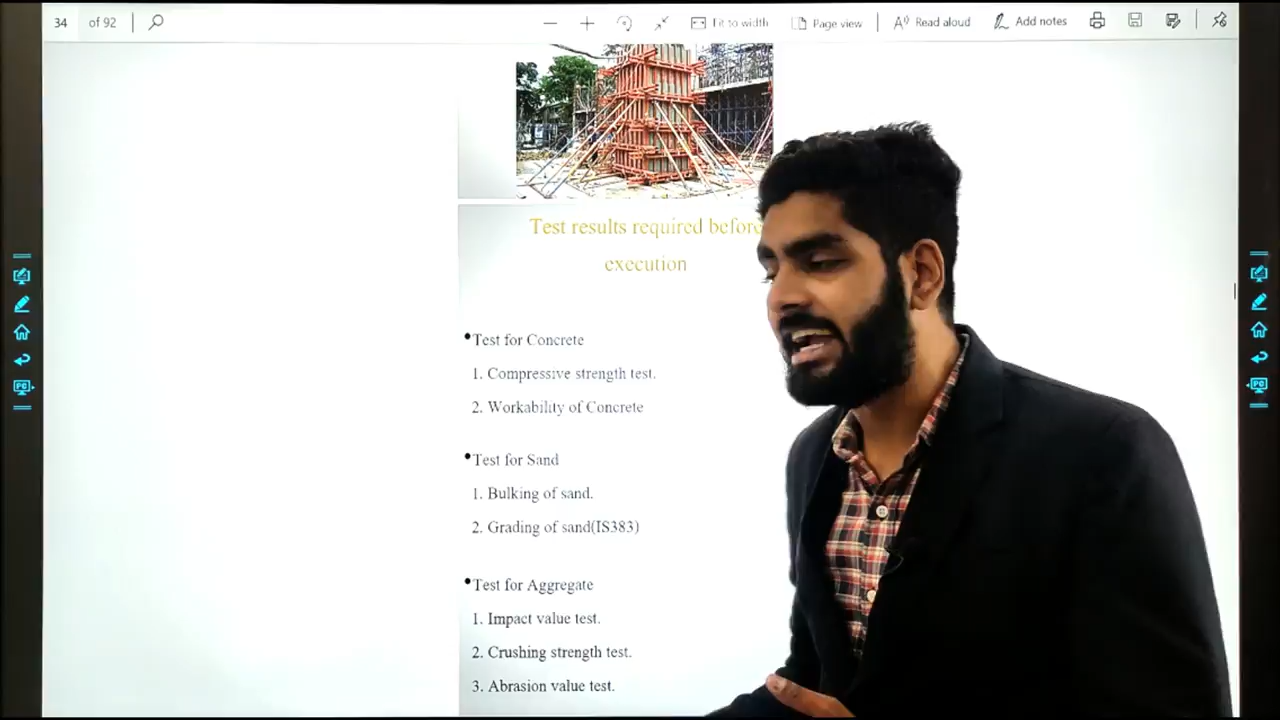 34 of 92 Fit to width Page view Read aloud Add notes
Test results required before
execution
•Test for Concrete
1. Compressive strength test.
2. Workability of Concrete
•Test for Sand
1. Bulking of sand.
2. Grading of sand(IS383)
•Test for Aggregate
1. Impact value test.
2. Crushing strength test.
3. Abrasion value test.
PC
PC